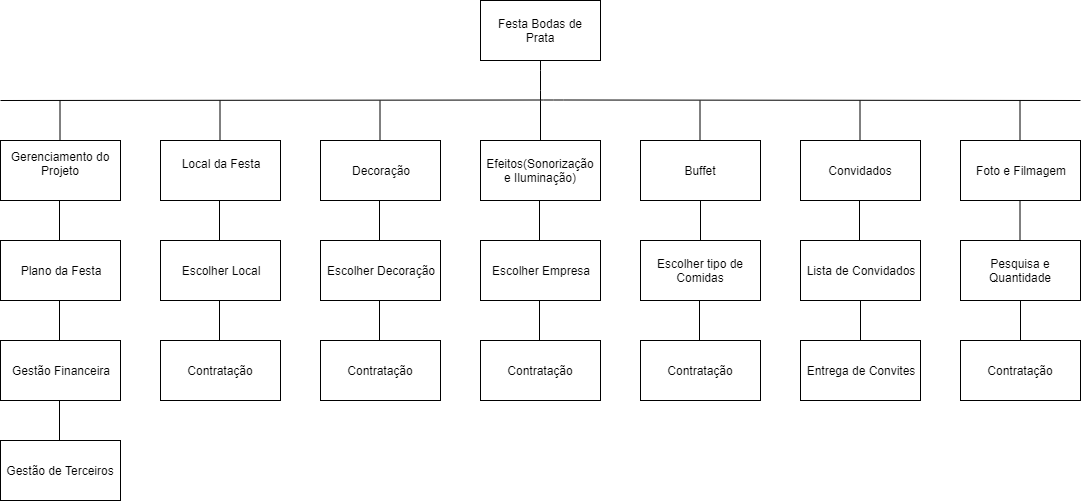 Festa Bodas de
Prata
Gerenciamento do
Projeto
Local da Festa
Decoração
Efeitos(Sonorização
e Iluminação)
Buffet
Convidados
Foto e Filmagem
Plano da Festa
Escolher Local
Escolher Decoração
Escolher Empresa
Escolher tipo de
Comidas
Lista de Convidados
Pesquisa e
Quantidade
Gestão Financeira
Contratação
Contratação
Contratação
Contratação
Entrega de Convites
Contratação
Gestão de Terceiros